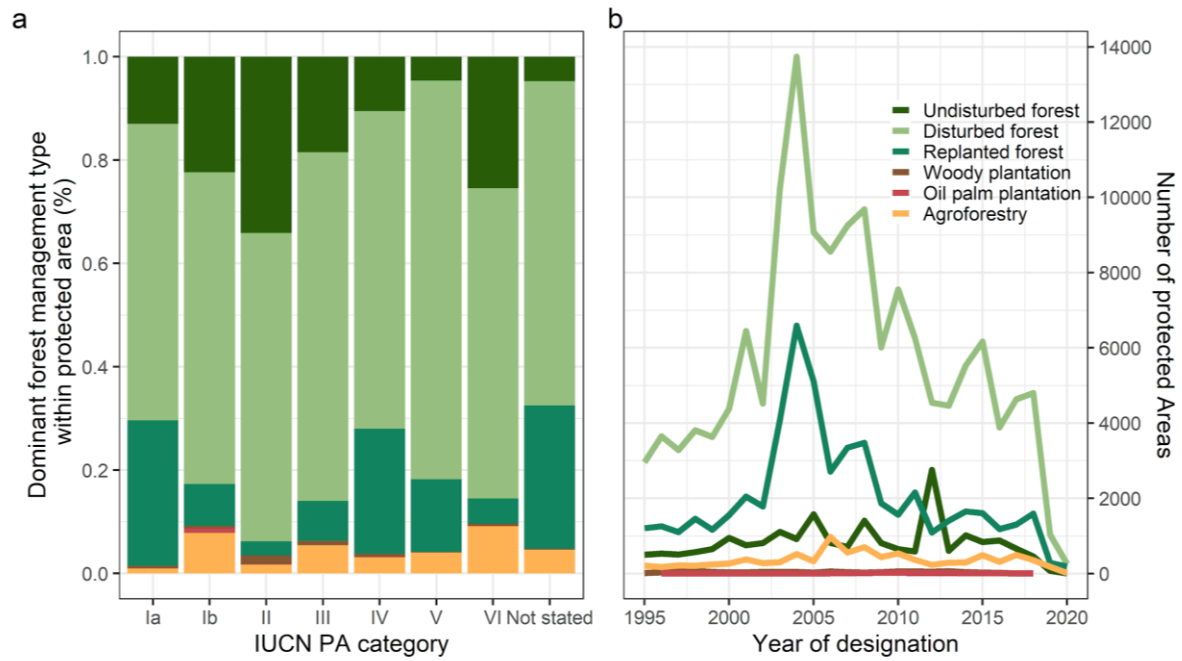 a
Dominant forest management type
within protected area (%)
1.0
0.8
0.6
0.4
0.2
0.0
Ia
Ib
II
III
IV
V
VI
Not stated
IUCN PA category
b
Undisturbed forest
Disturbed forest
Replanted forest
Woody plantation
Oil palm plantation
Agroforestry
14000
12000
10000
8000
6000
4000
2000
0
Number of protected Areas
1995
2000
2005
2010
2015
2020
Year of designation